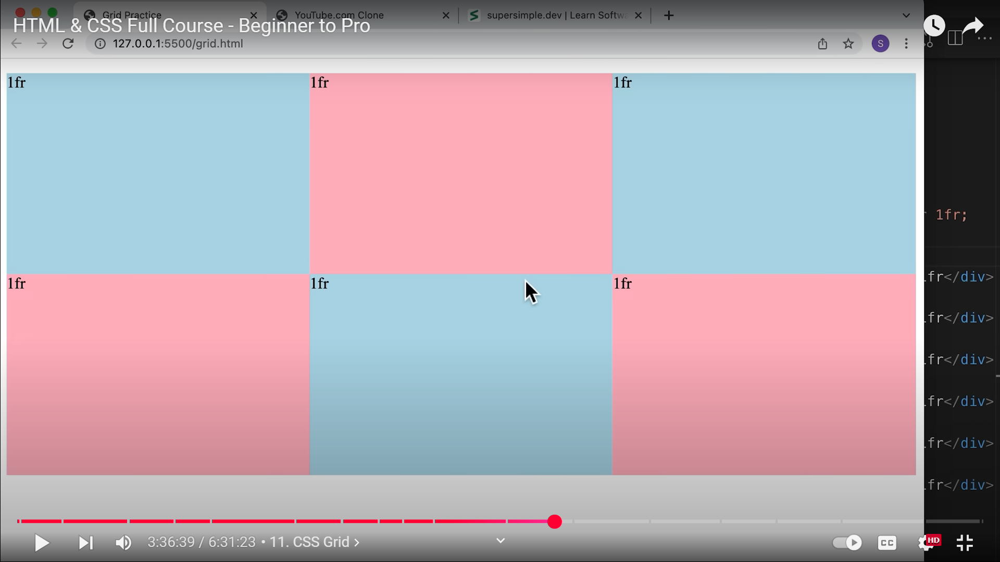 Grid Practice
YouTube.com Clone
supersimple.dev | Learn Softw
HTML & CSS Full Course - Beginner to Pro
127.0.0.1:5500/grid.html
S
1fr 1fr 1fr
1fr;
1fr 1fr 1fr
fr</div>
fr</div>
fr</div>
fr</div>
fr</div>
fr</div>
3:36:39 / 6:31:23 • 11. CSS Grid >
CC
HD